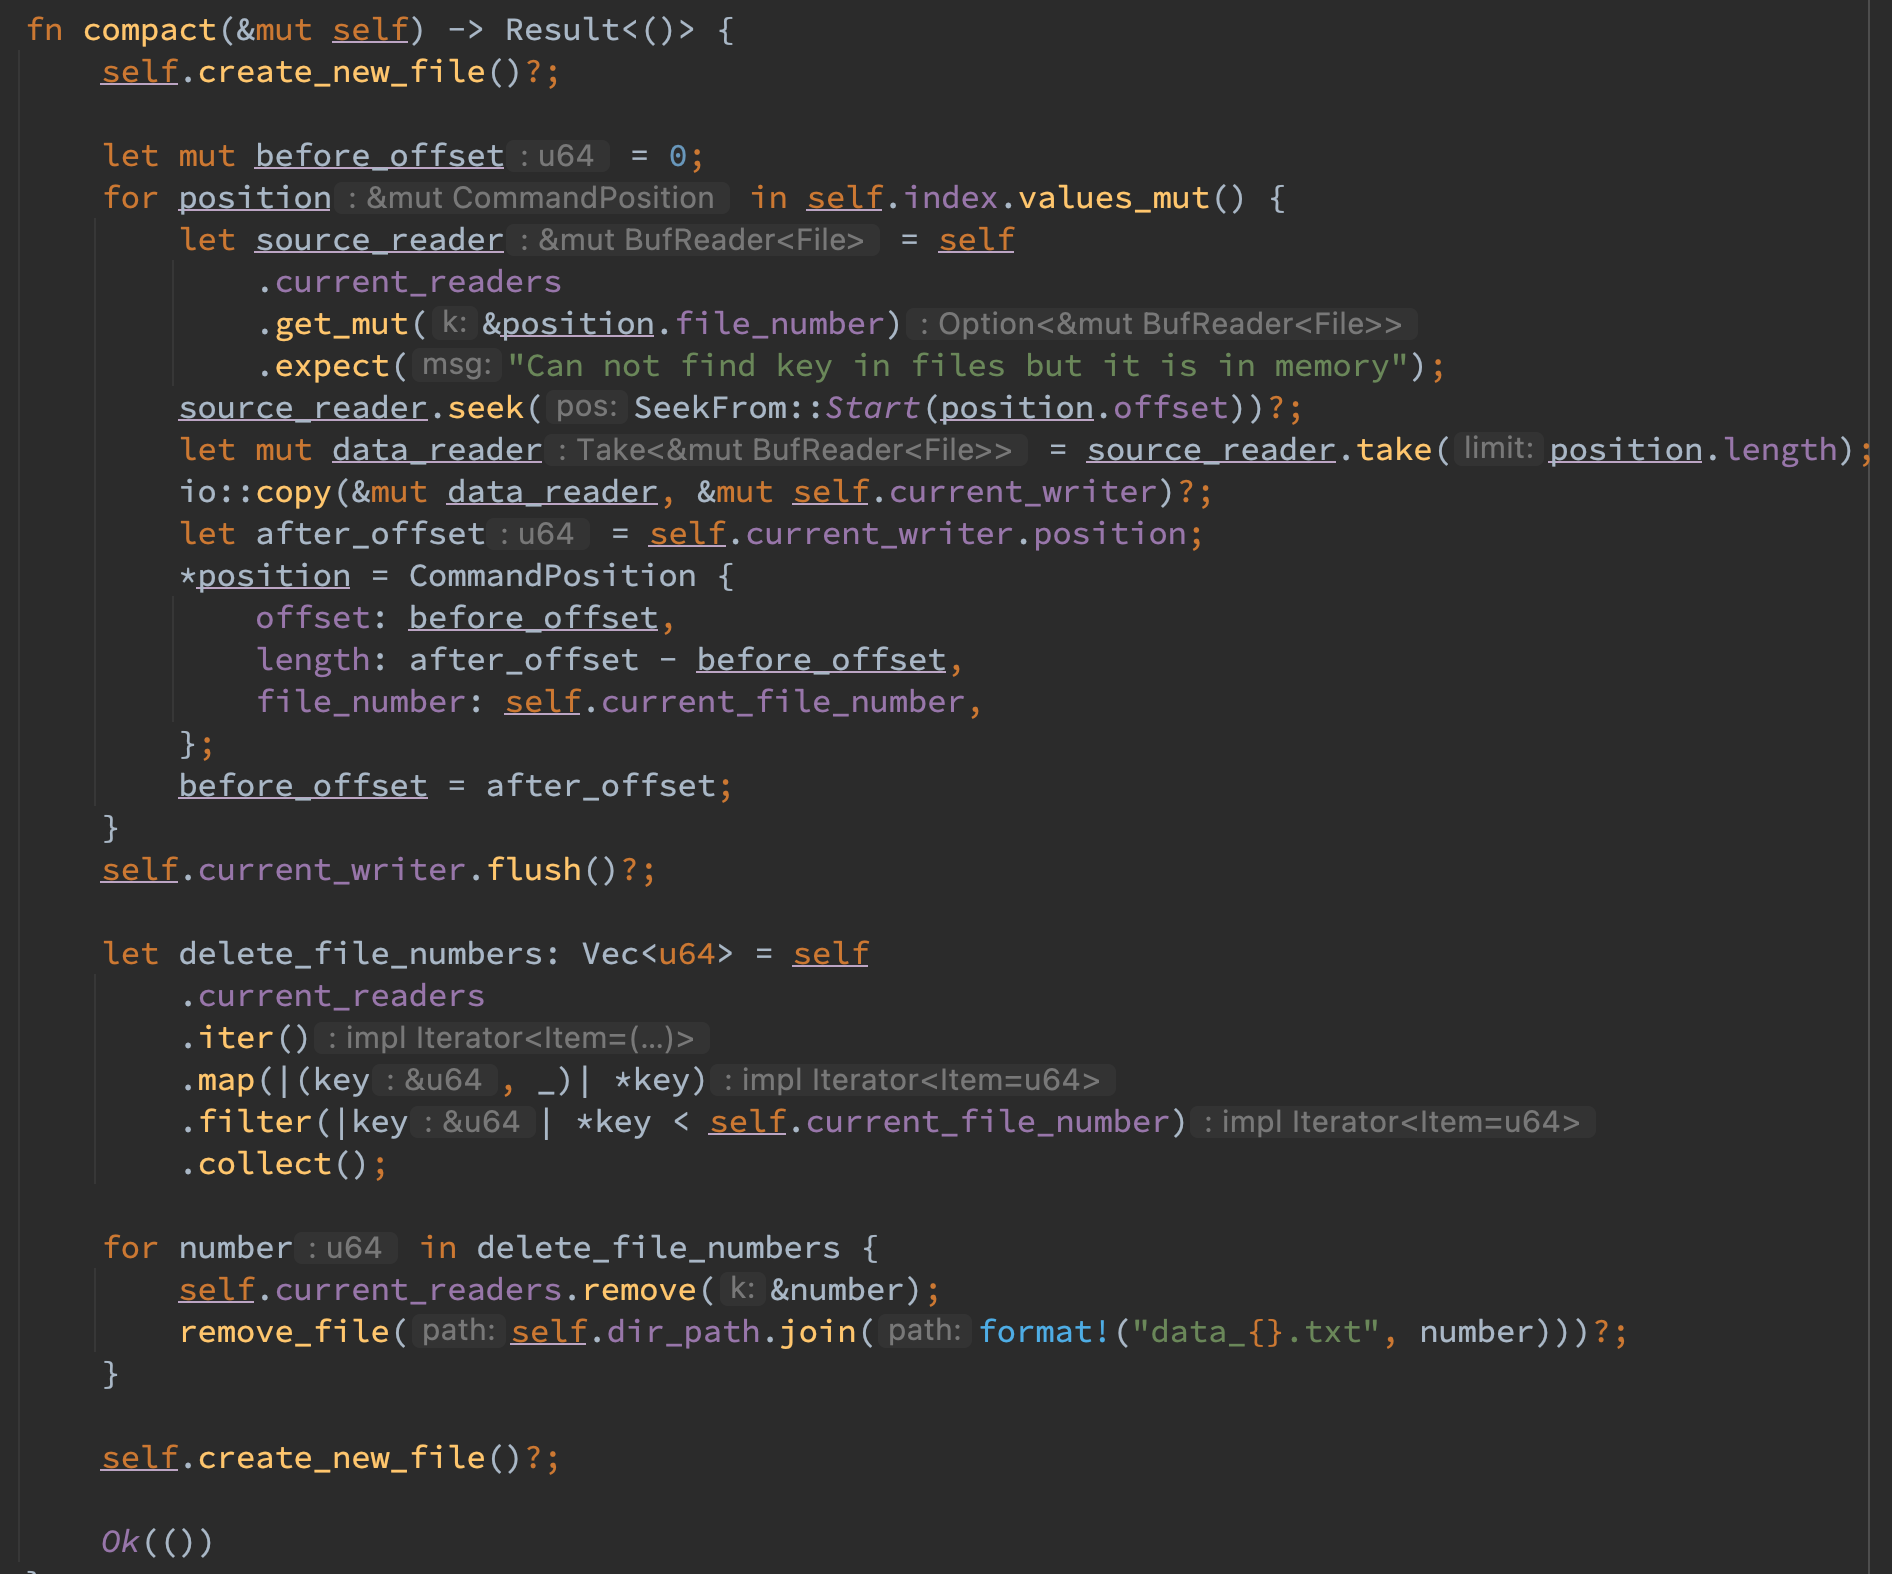 fn compact(&mut self) -> Result<()> {
    self.create_new_file()?;

    let mut before_offset : u64 = 0;
    for position : &mut CommandPosition in self.index.values_mut() {
        let source_reader : &mut BufReader<File> = self
            .current_readers
            .get_mut( k: &position.file_number) : Option<&mut BufReader<File>>
            .expect( msg: "Can not find key in files but it is in memory");
        source_reader.seek( pos: SeekFrom::Start(position.offset))?;
        let mut data_reader : Take<&mut BufReader<File>> = source_reader.take( limit: position.length);
        io::copy(&mut data_reader, &mut self.current_writer)?;
        let after_offset : u64 = self.current_writer.position;
        *position = CommandPosition {
            offset: before_offset,
            length: after_offset - before_offset,
            file_number: self.current_file_number,
        };
        before_offset = after_offset;
    }
    self.current_writer.flush()?;

    let delete_file_numbers: Vec<u64> = self
        .current_readers
        .iter() : impl Iterator<Item=(...)>
        .map(|(key : &u64 , _)| *key) : impl Iterator<Item=u64>
        .filter(|key : &u64 | *key < self.current_file_number) : impl Iterator<Item=u64>
        .collect();

    for number : u64 in delete_file_numbers {
        self.current_readers.remove( k: &number);
        remove_file( path: self.dir_path.join( path: format!("data_{}.txt", number)))?;
    }

    self.create_new_file()?;

    Ok(())
}